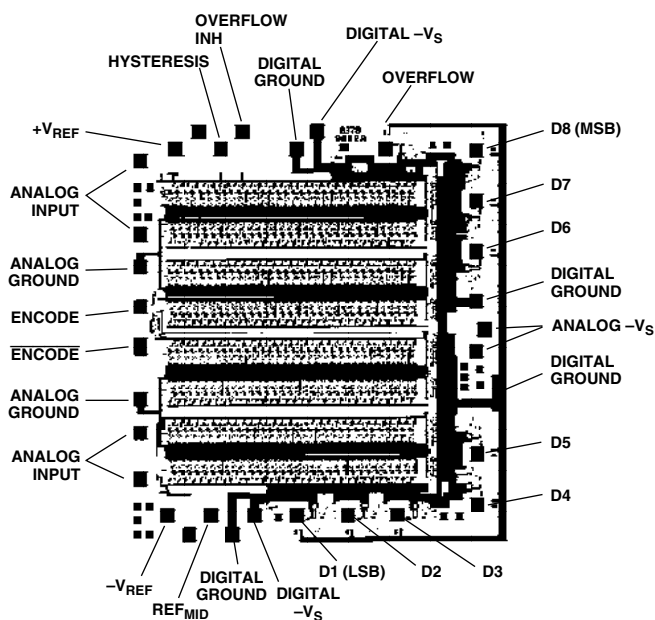 OVERFLOW
INH
DIGITAL –VS
HYSTERESIS
DIGITAL
GROUND
OVERFLOW
+VREF
D8 (MSB)
ANALOG
INPUT
D7
D6
ANALOG
GROUND
DIGITAL
GROUND
ENCODE
ANALOG –VS
ENCODE
DIGITAL
GROUND
ANALOG
GROUND
D5
ANALOG
INPUT
D4
–VREF
REFMID
DIGITAL
GROUND
DIGITAL
–VS
D1 (LSB)
D2
D3